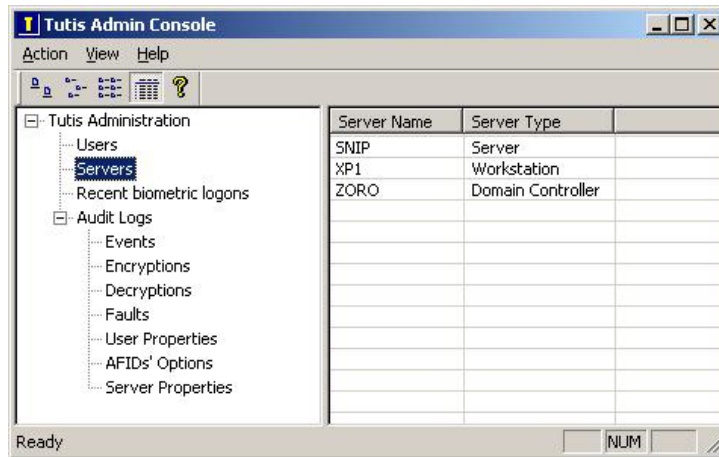 Tutis Admin Console
Action View Help
Tutis Administration
Users
Servers
Recent biometric logons
Audit Logs
Events
Encryptions
Decryptions
Faults
User Properties
AFIDs' Options
Server Properties
Server Name Server Type
SNIP Server
XP1 Workstation
ZORO Domain Controller
Ready NUM